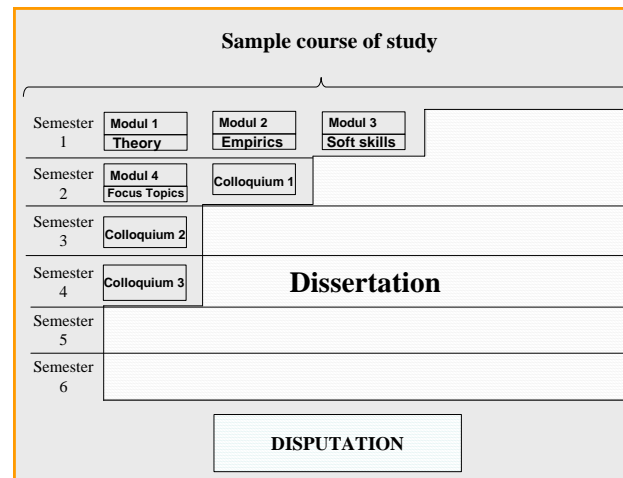 Sample course of study
Semester
1
Modul 1
Theory
Modul 2
Empirics
Modul 3
Soft skills
Semester
2
Modul 4
Focus Topics
Colloquium 1
Semester
3
Colloquium 2
Semester
4
Colloquium 3
Dissertation
Semester
5
Semester
6
DISPUTATION